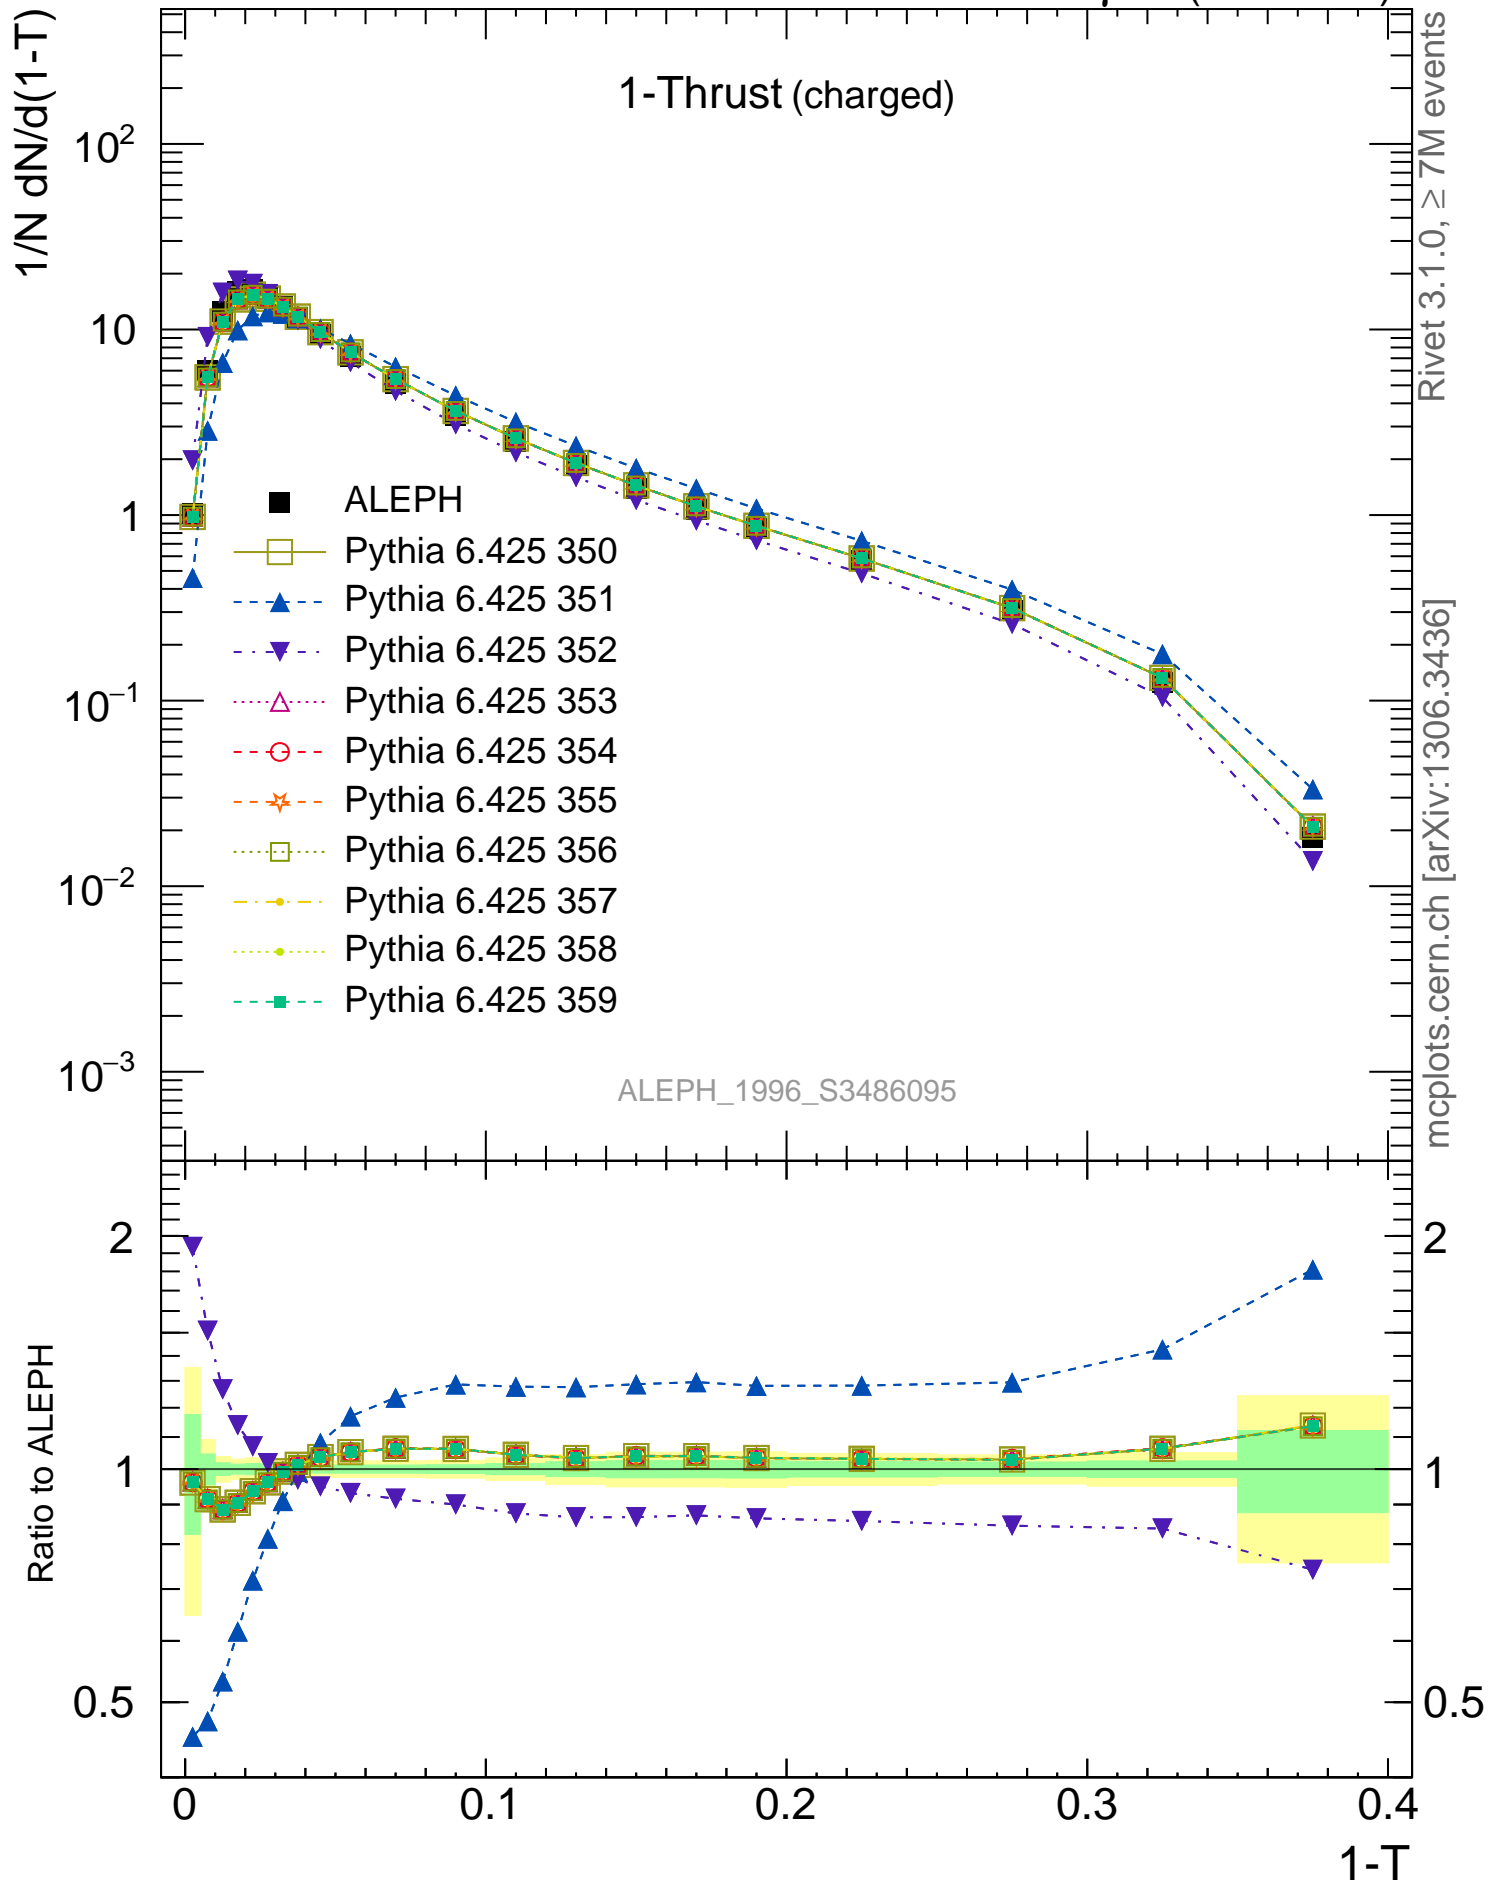 1/N dN/d(1-T)
1-Thrust (charged)
10²
10
1
10⁻¹
10⁻²
10⁻³
ALEPH
Pythia 6.425 350
Pythia 6.425 351
Pythia 6.425 352
Pythia 6.425 353
Pythia 6.425 354
Pythia 6.425 355
Pythia 6.425 356
Pythia 6.425 357
Pythia 6.425 358
Pythia 6.425 359
ALEPH_1996_S3486095
Rivet 3.1.0, ≥ 7M events
mcplots.cern.ch [arXiv:1306.3436]
Ratio to ALEPH
2
1
0.5
2
1
0.5
0
0.1
0.2
0.3
0.4
1-T